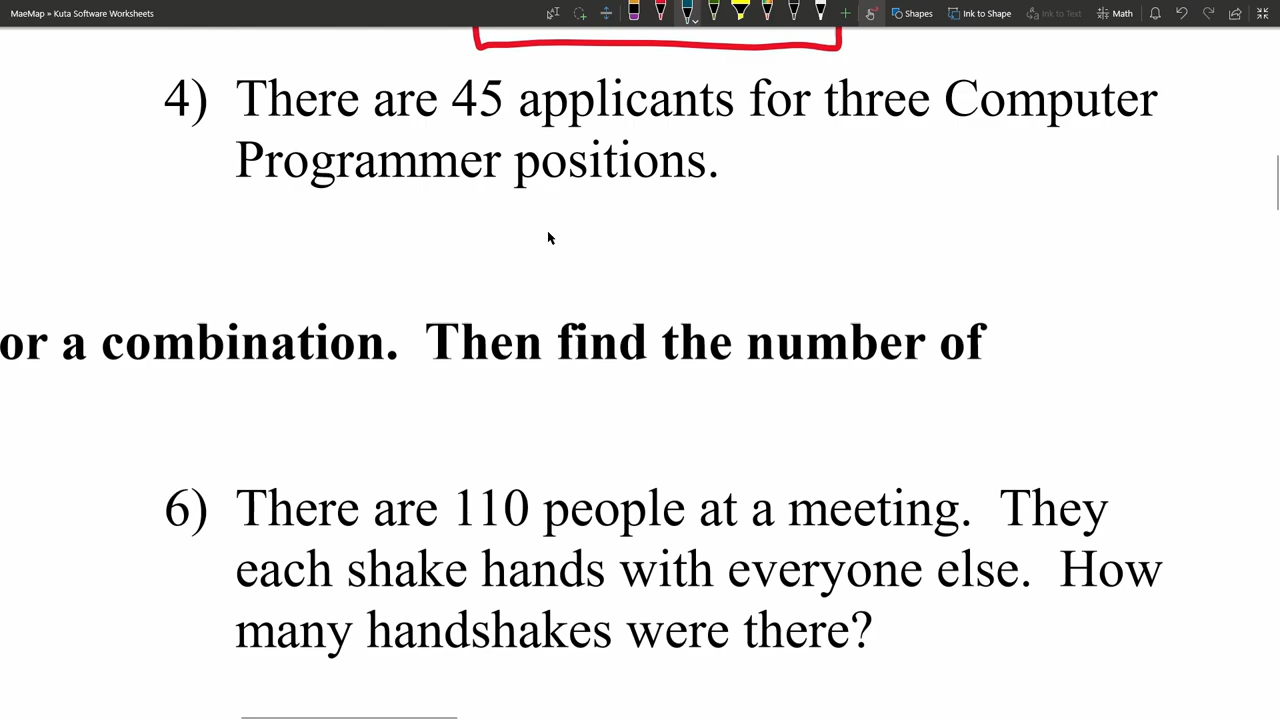 MaeMap » Kuta Software Worksheets
Shapes Ink to Shape Ink to Text Math
4) There are 45 applicants for three Computer
Programmer positions.
or a combination. Then find the number of
6) There are 110 people at a meeting. They
each shake hands with everyone else. How
many handshakes were there?